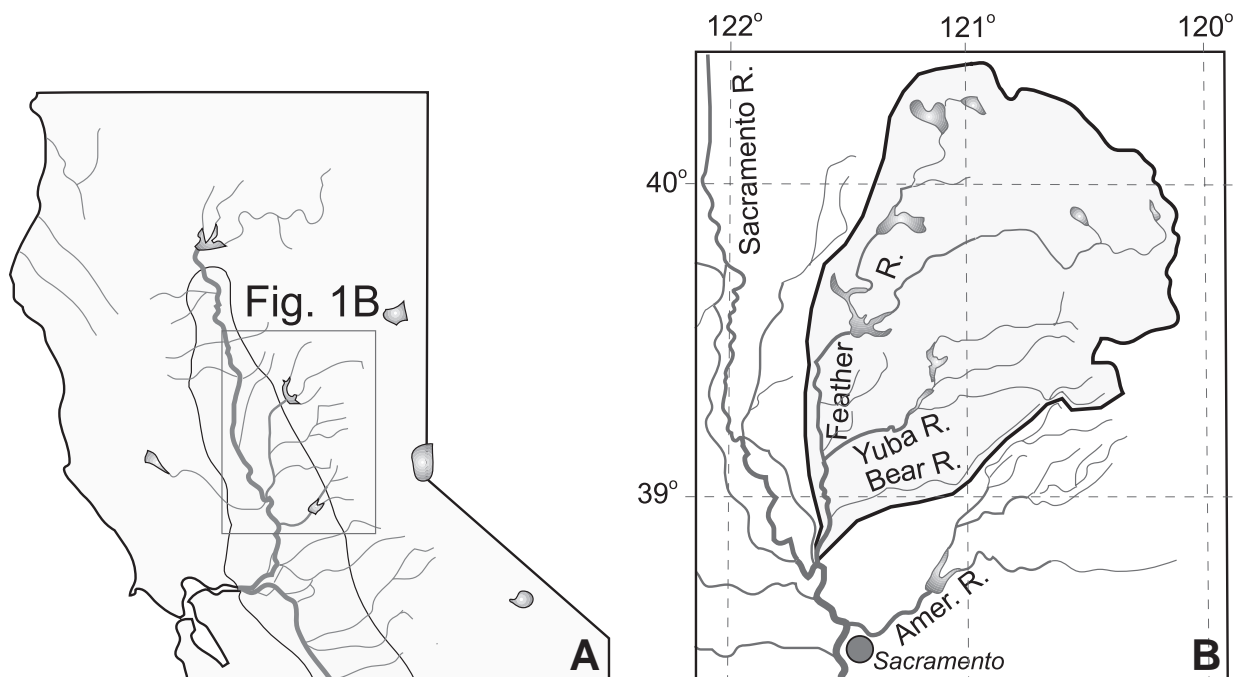 Fig. 1B
A
122° 121° 120°
Sacramento R.
40°
R.
Feather
Yuba R.
Bear R.
39°
Amer. R.
Sacramento
B